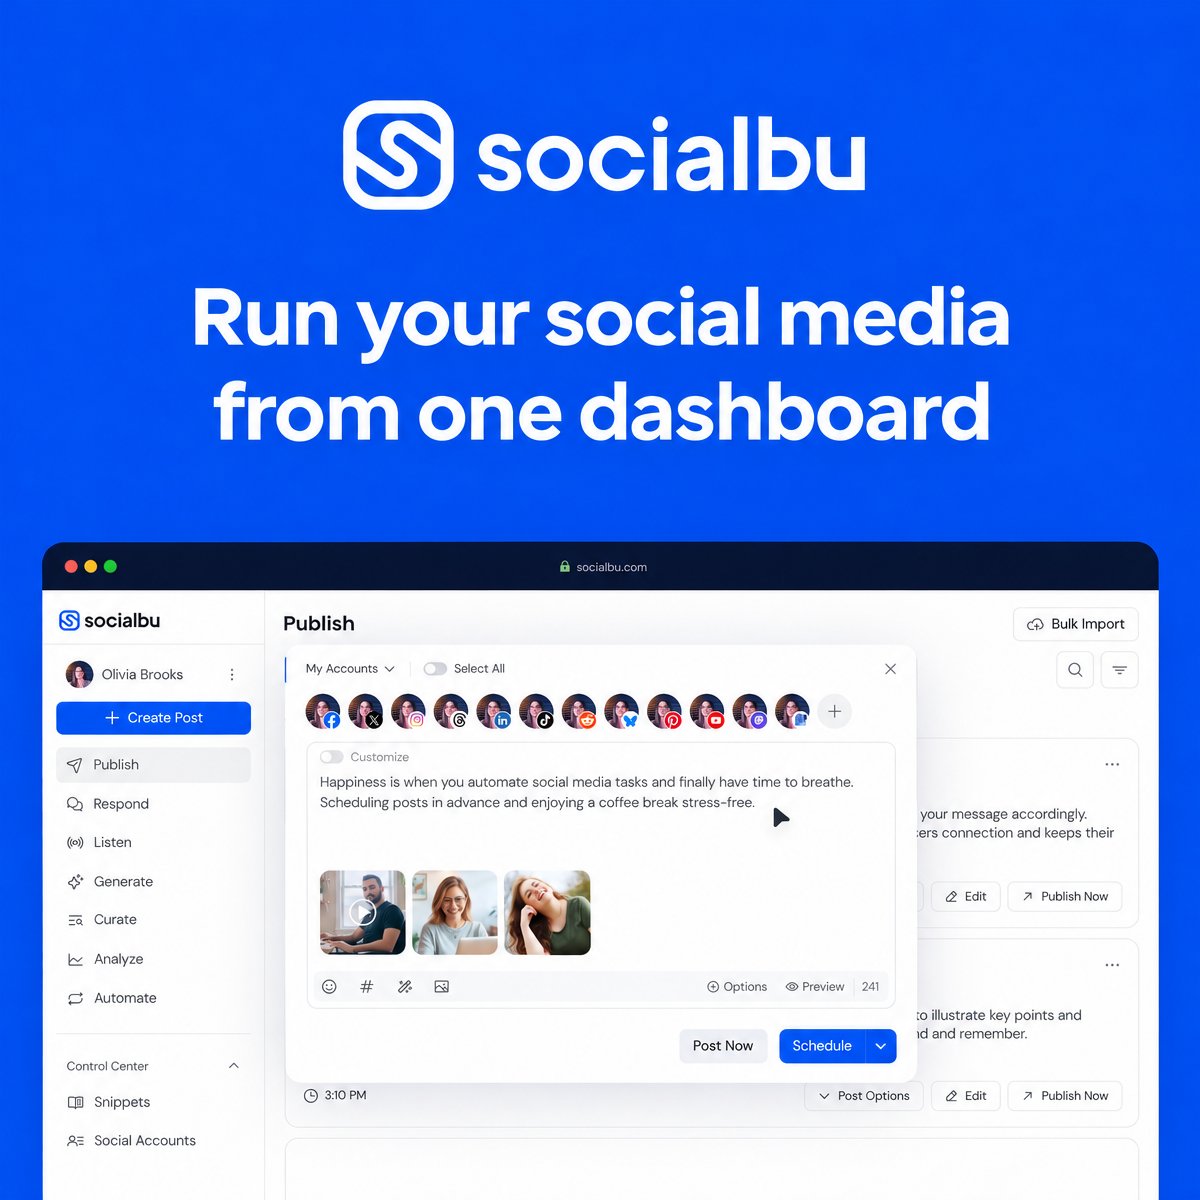 socialbu
Run your social media
from one dashboard
socialbu.com
socialbu
Olivia Brooks
Create Post
Publish
Respond
Listen
Generate
Curate
Analyze
Automate
Control Center
Snippets
Social Accounts
Publish
Bulk Import
My Accounts
Select All
Customize
Happiness is when you automate social media tasks and finally have time to breathe.
Scheduling posts in advance and enjoying a coffee break stress-free.
Options
Preview
241
Post Now
Schedule
your message accordingly.
connection and keeps their
Edit
Publish Now
to illustrate key points and
and remember.
3:10 PM
Post Options
Edit
Publish Now